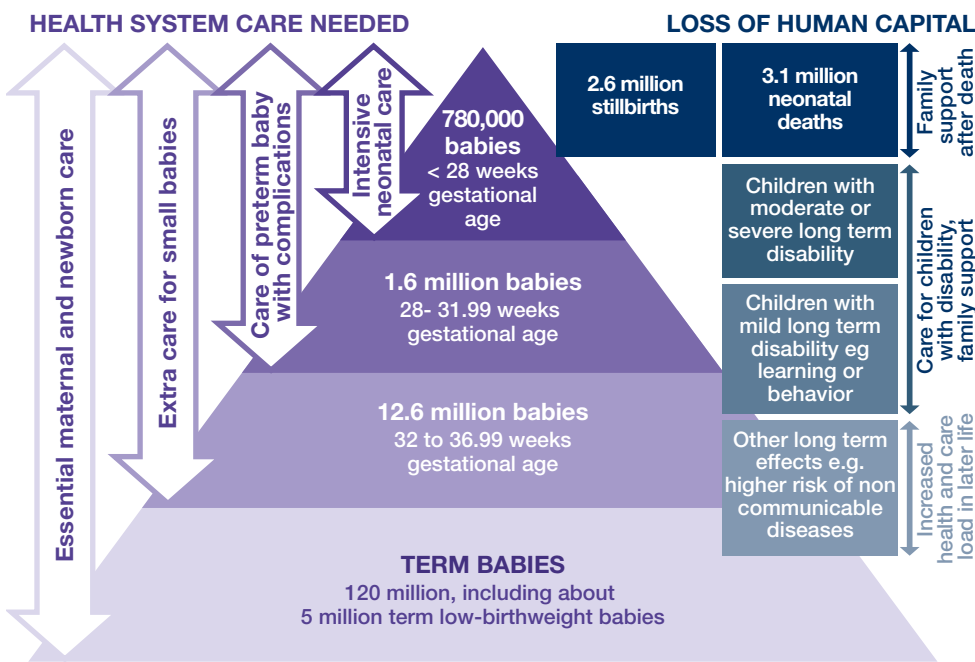 HEALTH SYSTEM CARE NEEDED
Essential maternal and newborn care
Extra care for small babies
Care of preterm baby
with complications
Intensive
neonatal care
780,000
babies
< 28 weeks
gestational
age
1.6 million babies
28- 31.99 weeks
gestational age
12.6 million babies
32 to 36.99 weeks
gestational age
TERM BABIES
120 million, including about
5 million term low-birthweight babies
LOSS OF HUMAN CAPITAL
2.6 million
stillbirths
3.1 million
neonatal
deaths
Family
support
after death
Children with
moderate or
severe long term
disability
Children with
mild long term
disability eg
learning or
behavior
Care for children
with disability,
family support
Other long term
effects e.g.
higher risk of non
communicable
diseases
Increased
health and care
load in later life